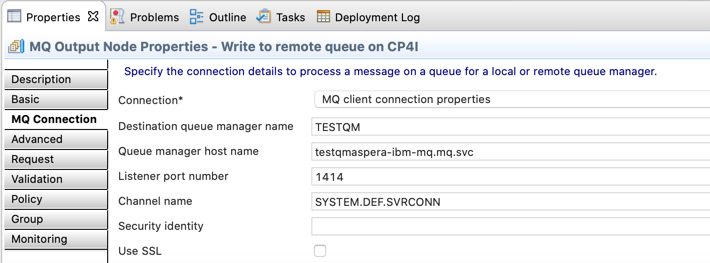 Properties Problems Outline Tasks Deployment Log
MQ Output Node Properties - Write to remote queue on CP4I
Description
Basic
MQ Connection
Advanced
Request
Validation
Policy
Group
Monitoring
Specify the connection details to process a message on a queue for a local or remote queue manager.
Connection* MQ client connection properties
Destination queue manager name TESTQM
Queue manager host name testqmaspera-ibm-mq.mq.svc
Listener port number 1414
Channel name SYSTEM.DEF.SVRCONN
Security identity
Use SSL